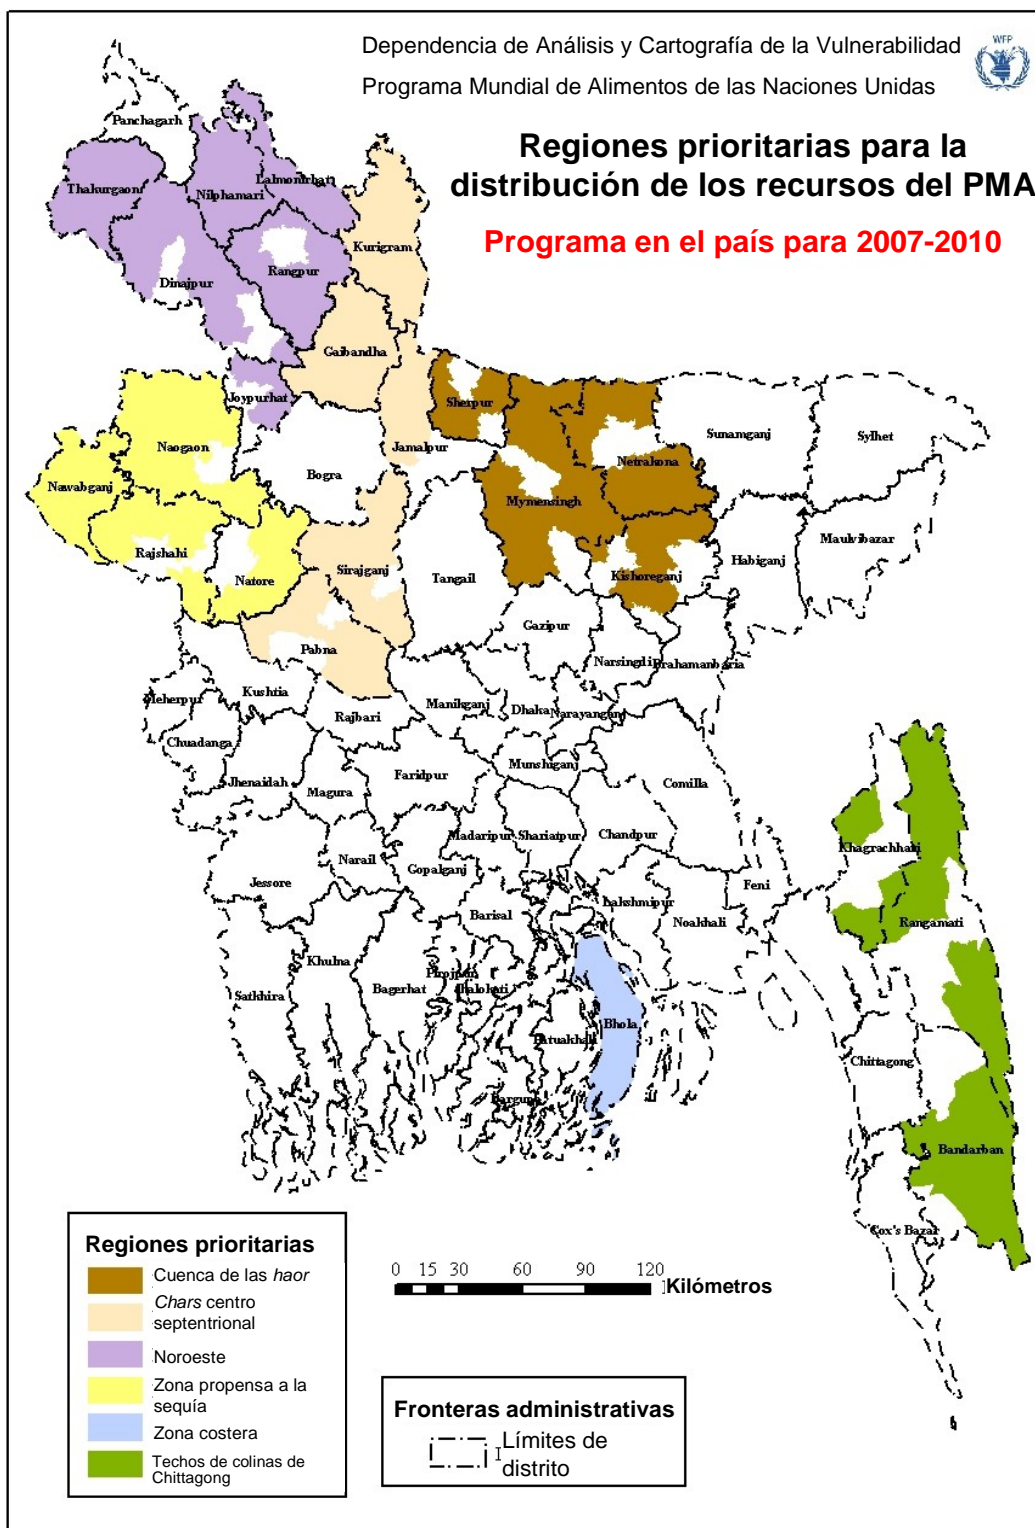 Dependencia de Análisis y Cartografía de la Vulnerabilidad
WFP
Programa Mundial de Alimentos de las Naciones Unidas
Regiones prioritarias para la
distribución de los recursos del PMA
Programa en el país para 2007-2010
Panchagarh
Thakurgaon
Nilphamari
Lalmonirhat
Kurigram
Dinajpur
Rangpur
Gaibandha
Joypurhat
Sherpur
Jamalpur
Naogaon
Nawabganj
Bogra
Netrakona
Sunamganj
Sylhet
Mymensingh
Rajshahi
Natore
Sirajganj
Tangail
Kishoreganj
Habiganj
Maulvibazar
Pabna
Gazipur
Narsingdi
Brahamanbaria
Meherpur
Kushtia
Rajbari
Manikganj
Dhaka
Narayanganj
Chuadanga
Jhenaidah
Magura
Faridpur
Munshiganj
Comilla
Narail
Gopalganj
Madaripur
Shariatpur
Chandpur
Khagrachhari
Jessore
Lakshmipur
Feni
Noakhali
Rangamati
Barisal
Satkhira
Khulna
Bagerhat
Pirojpur
Jhalokati
Patuakhali
Bhola
Barguna
Chittagong
Bandarban
Cox's Bazar
Regiones prioritarias
Cuenca de las haor
Chars centro
septentrional
Noroeste
Zona propensa a la
sequía
Zona costera
Techos de colinas de
Chittagong
0 15 30 60 90 120
Kilómetros
Fronteras administrativas
Límites de
distrito